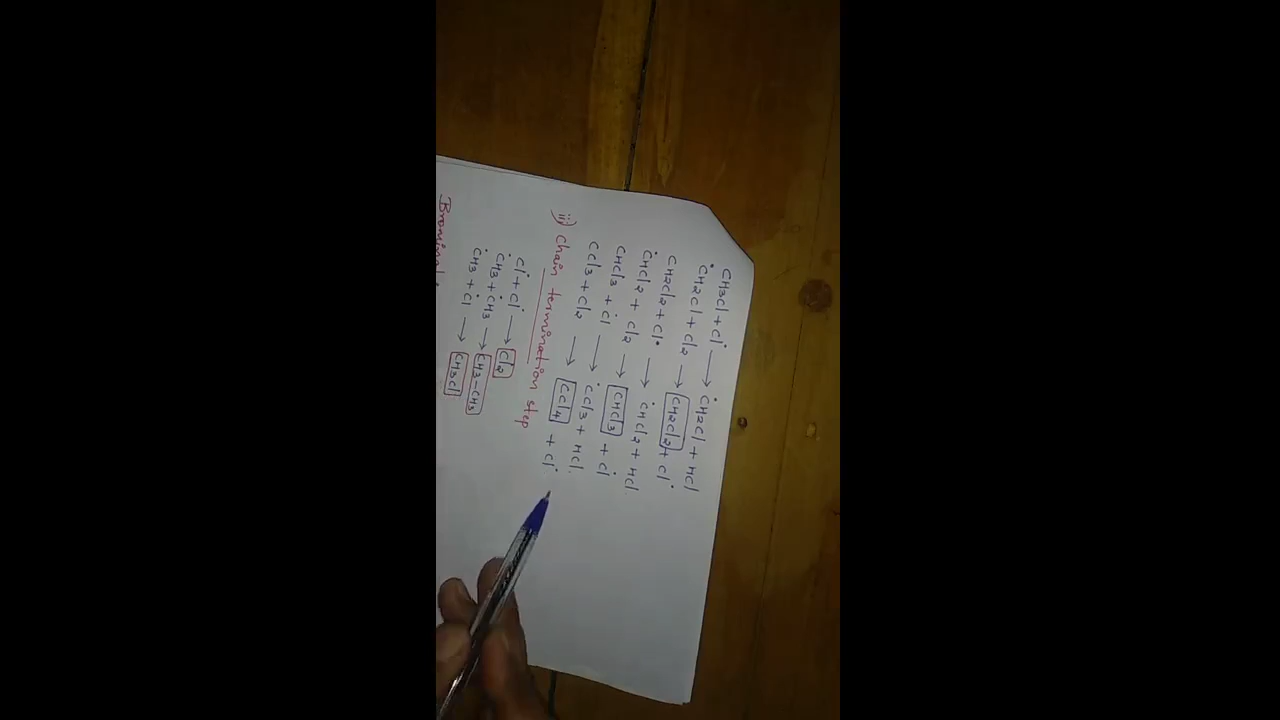 CH3Cl + Cl• → •CH2Cl + HCl
•CH2Cl + Cl2 → CH2Cl2 + Cl•
CH2Cl2 + Cl• → •CHCl2 + HCl
•CHCl2 + Cl2 → CHCl3 + •Cl
CHCl3 + •Cl → •CCl3 + HCl.
CCl3 + Cl2 → CCl4 + Cl•
iii) Chain termination step
Cl• + Cl• → Cl2
•CH3 + •CH3 → CH3-CH3
•CH3 + •Cl → CH3Cl